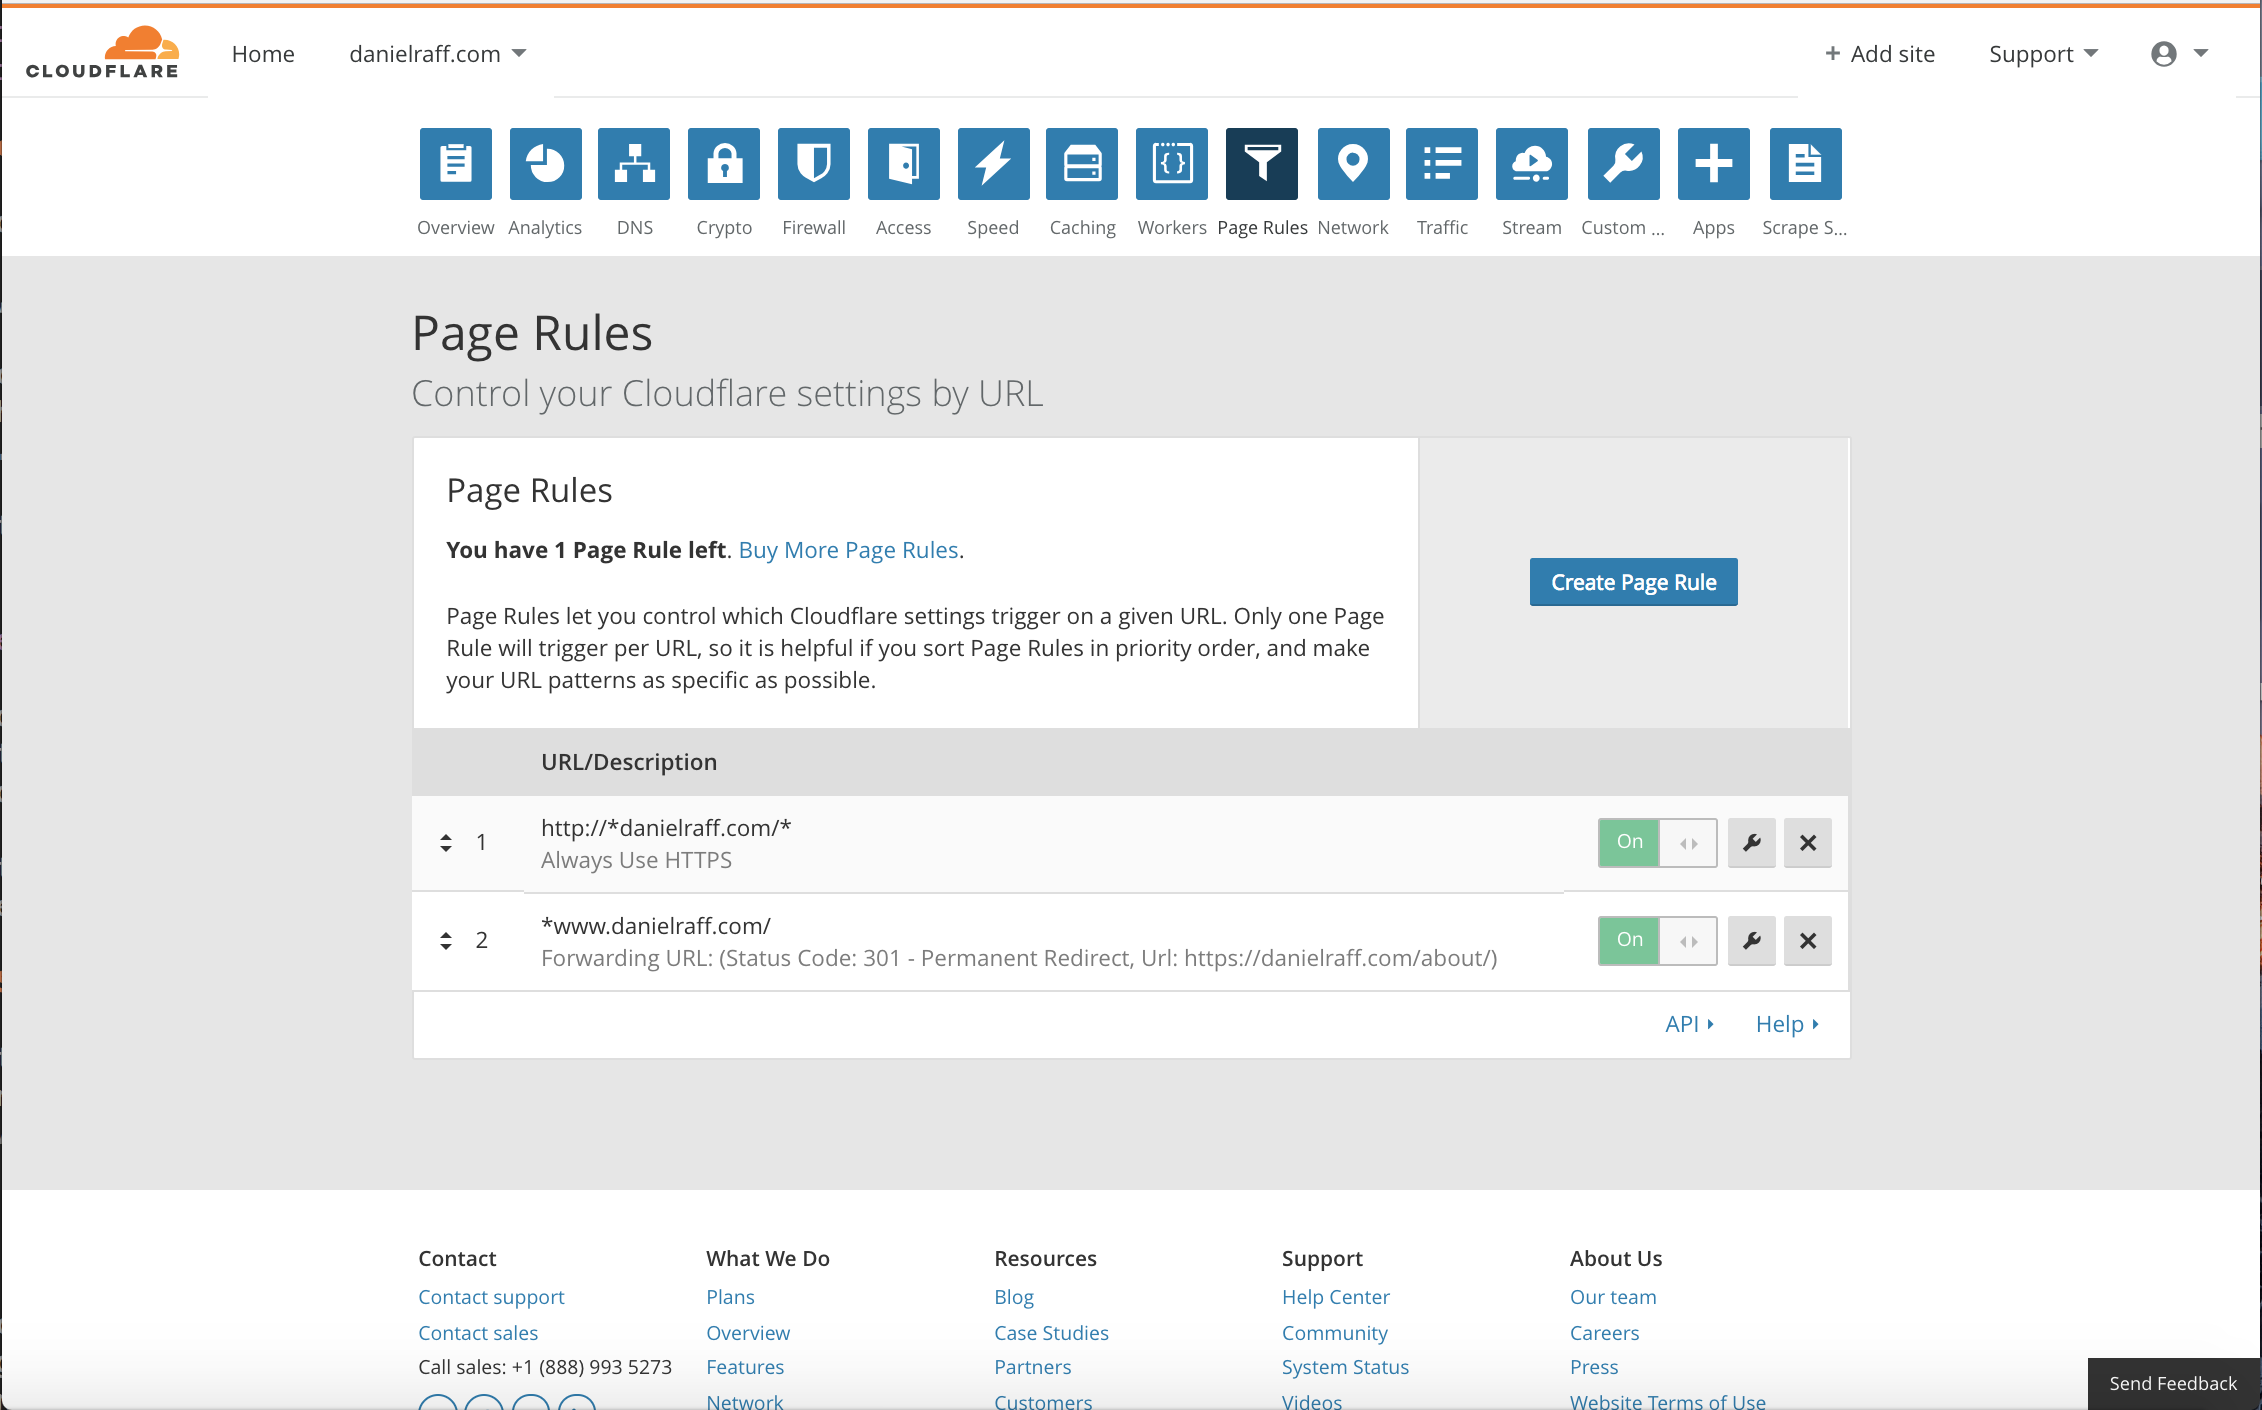 CLOUDFLARE
Home
danielraff.com
+ Add site
Support
Overview
Analytics
DNS
Crypto
Firewall
Access
Speed
Caching
Workers
Page Rules
Network
Traffic
Stream
Custom ...
Apps
Scrape S...
Page Rules
Control your Cloudflare settings by URL
Page Rules
You have 1 Page Rule left. Buy More Page Rules.
Page Rules let you control which Cloudflare settings trigger on a given URL. Only one Page
Rule will trigger per URL, so it is helpful if you sort Page Rules in priority order, and make
your URL patterns as specific as possible.
Create Page Rule
URL/Description
1
http://*danielraff.com/*
Always Use HTTPS
On
2
*www.danielraff.com/
Forwarding URL: (Status Code: 301 - Permanent Redirect, Url: https://danielraff.com/about/)
On
API
Help
Contact
Contact support
Contact sales
Call sales: +1 (888) 993 5273
What We Do
Plans
Overview
Features
Network
Resources
Blog
Case Studies
Partners
Customers
Support
Help Center
Community
System Status
Videos
About Us
Our team
Careers
Press
Website Terms of Use
Send Feedback